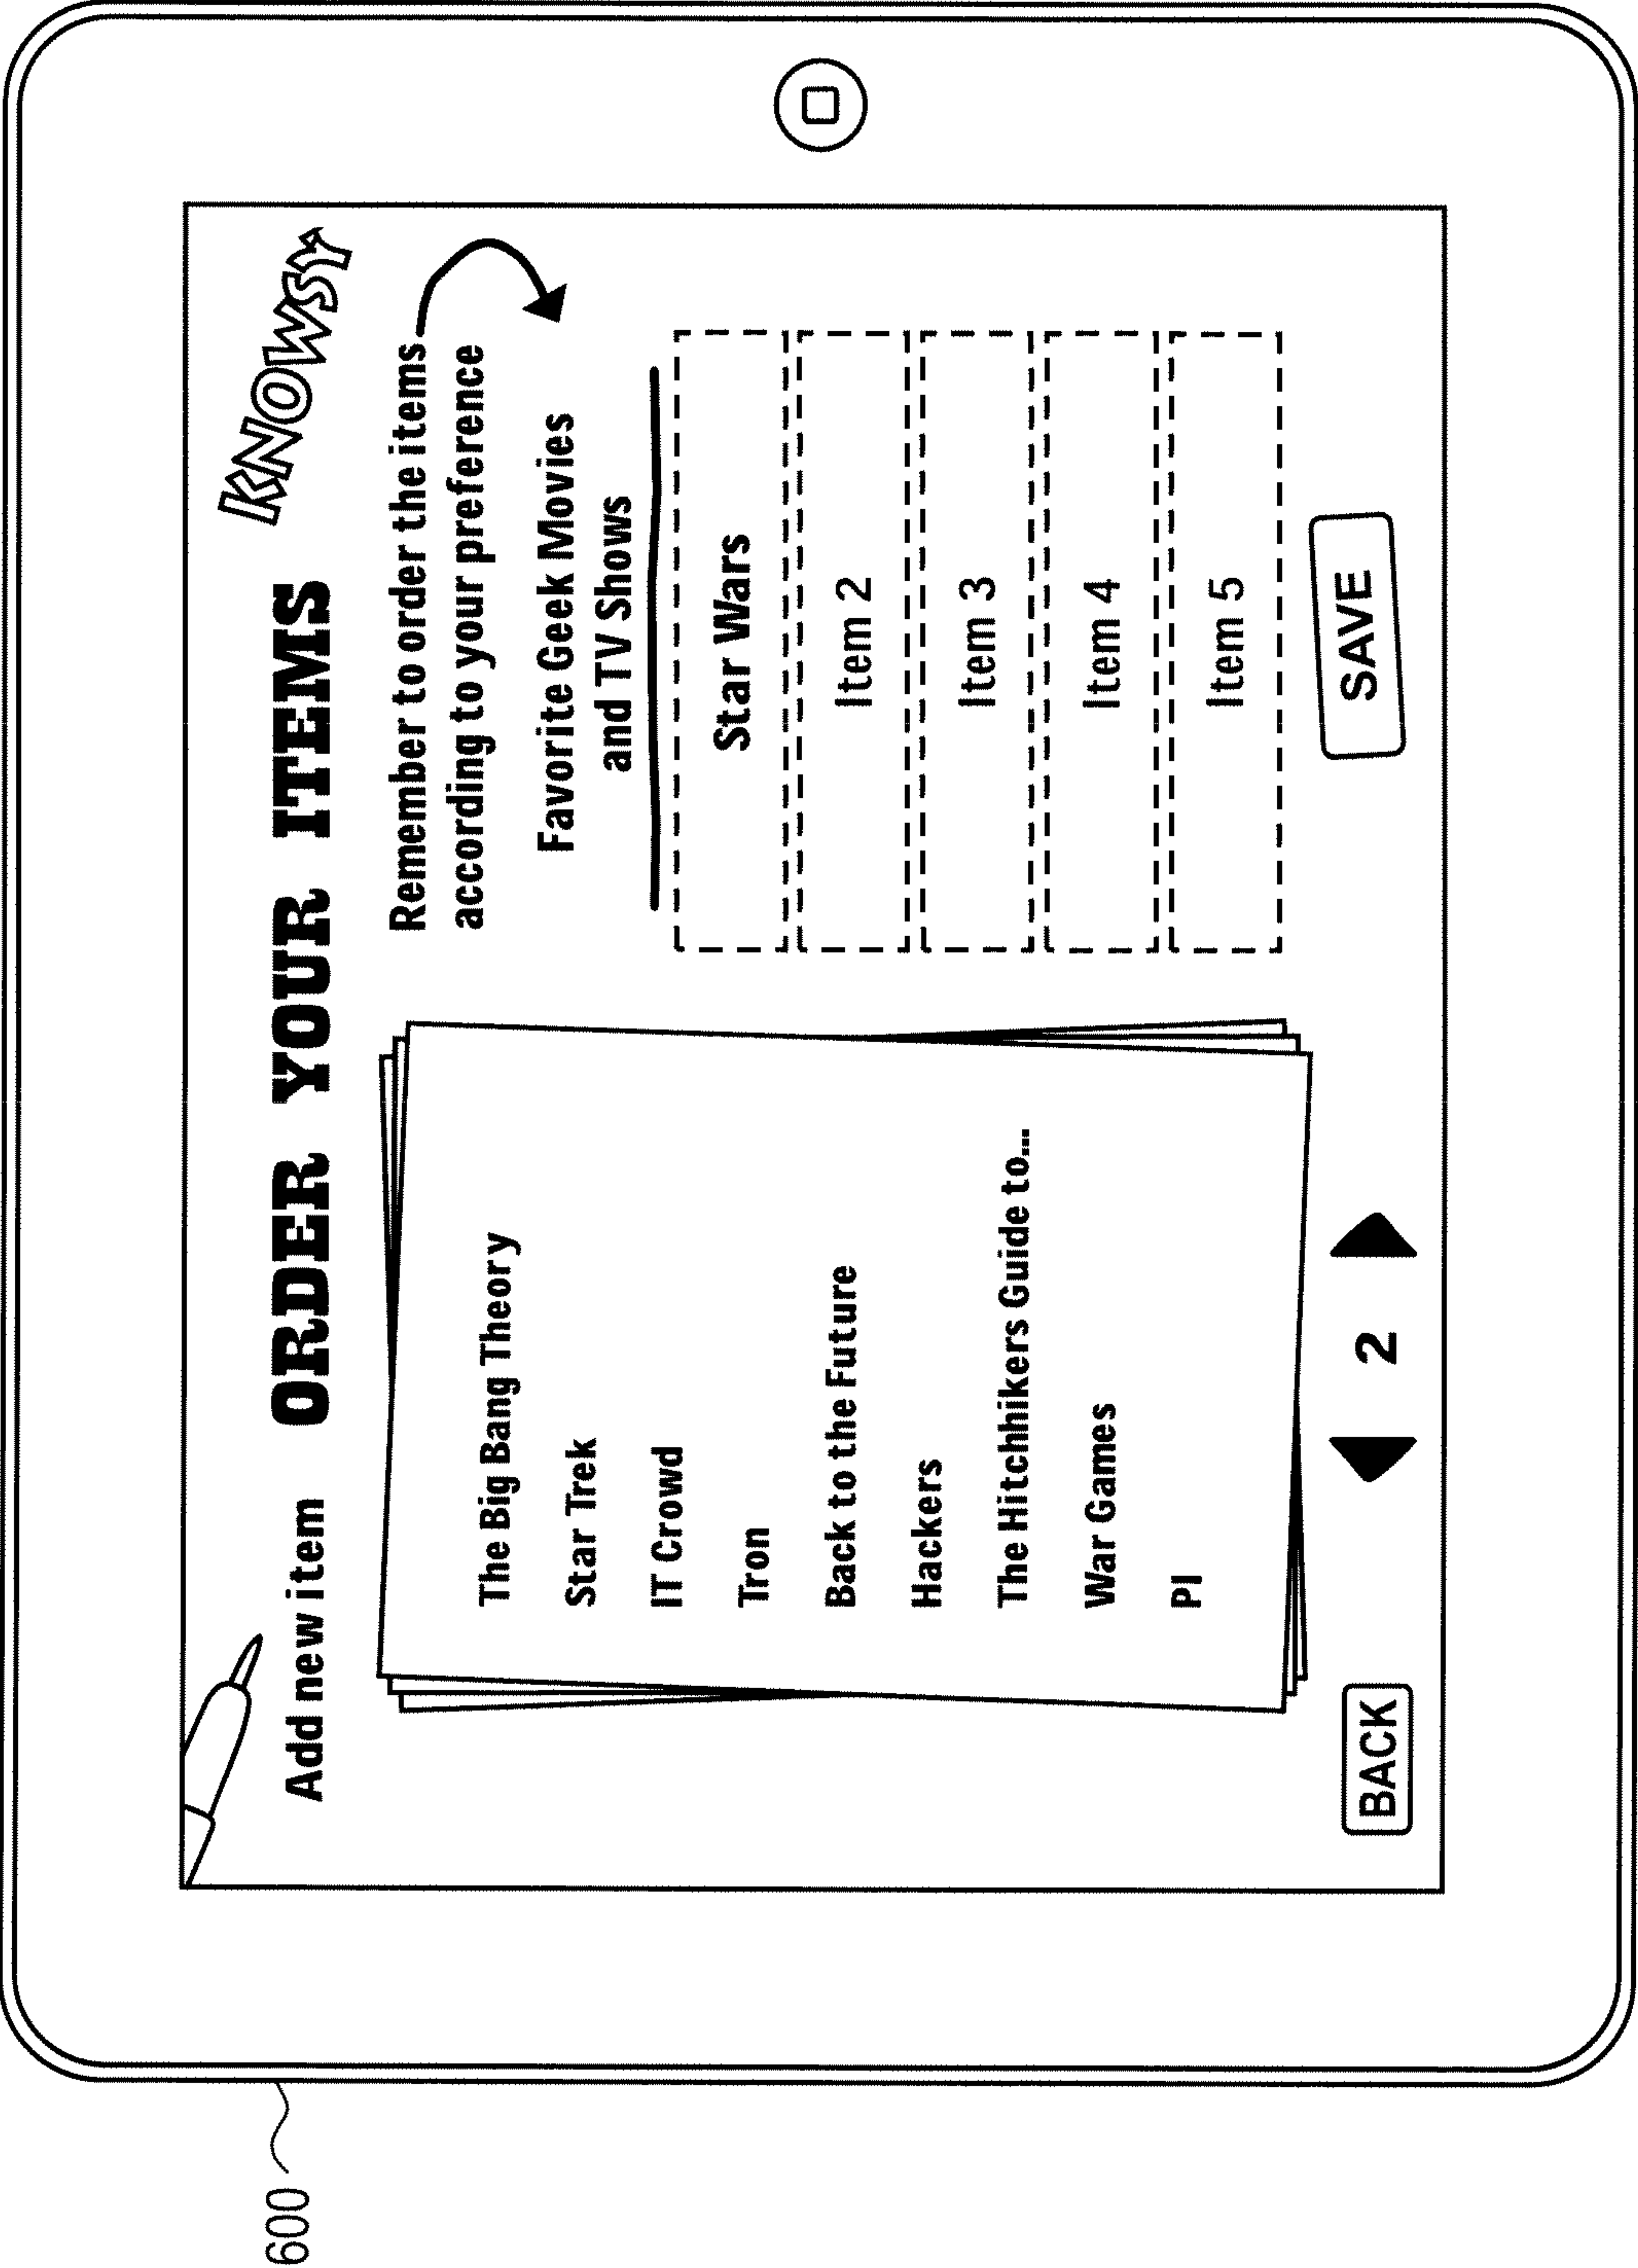 Add new item
ORDER YOUR ITEMS
KNOWSY
The Big Bang Theory
Star Trek
IT Crowd
Tron
Back to the Future
Hackers
The Hitchhikers Guide to...
War Games
PI
Remember to order the items
according to your preference
Favorite Geek Movies
and TV Shows
Star Wars
Item 2
Item 3
Item 4
Item 5
BACK
2
SAVE
600